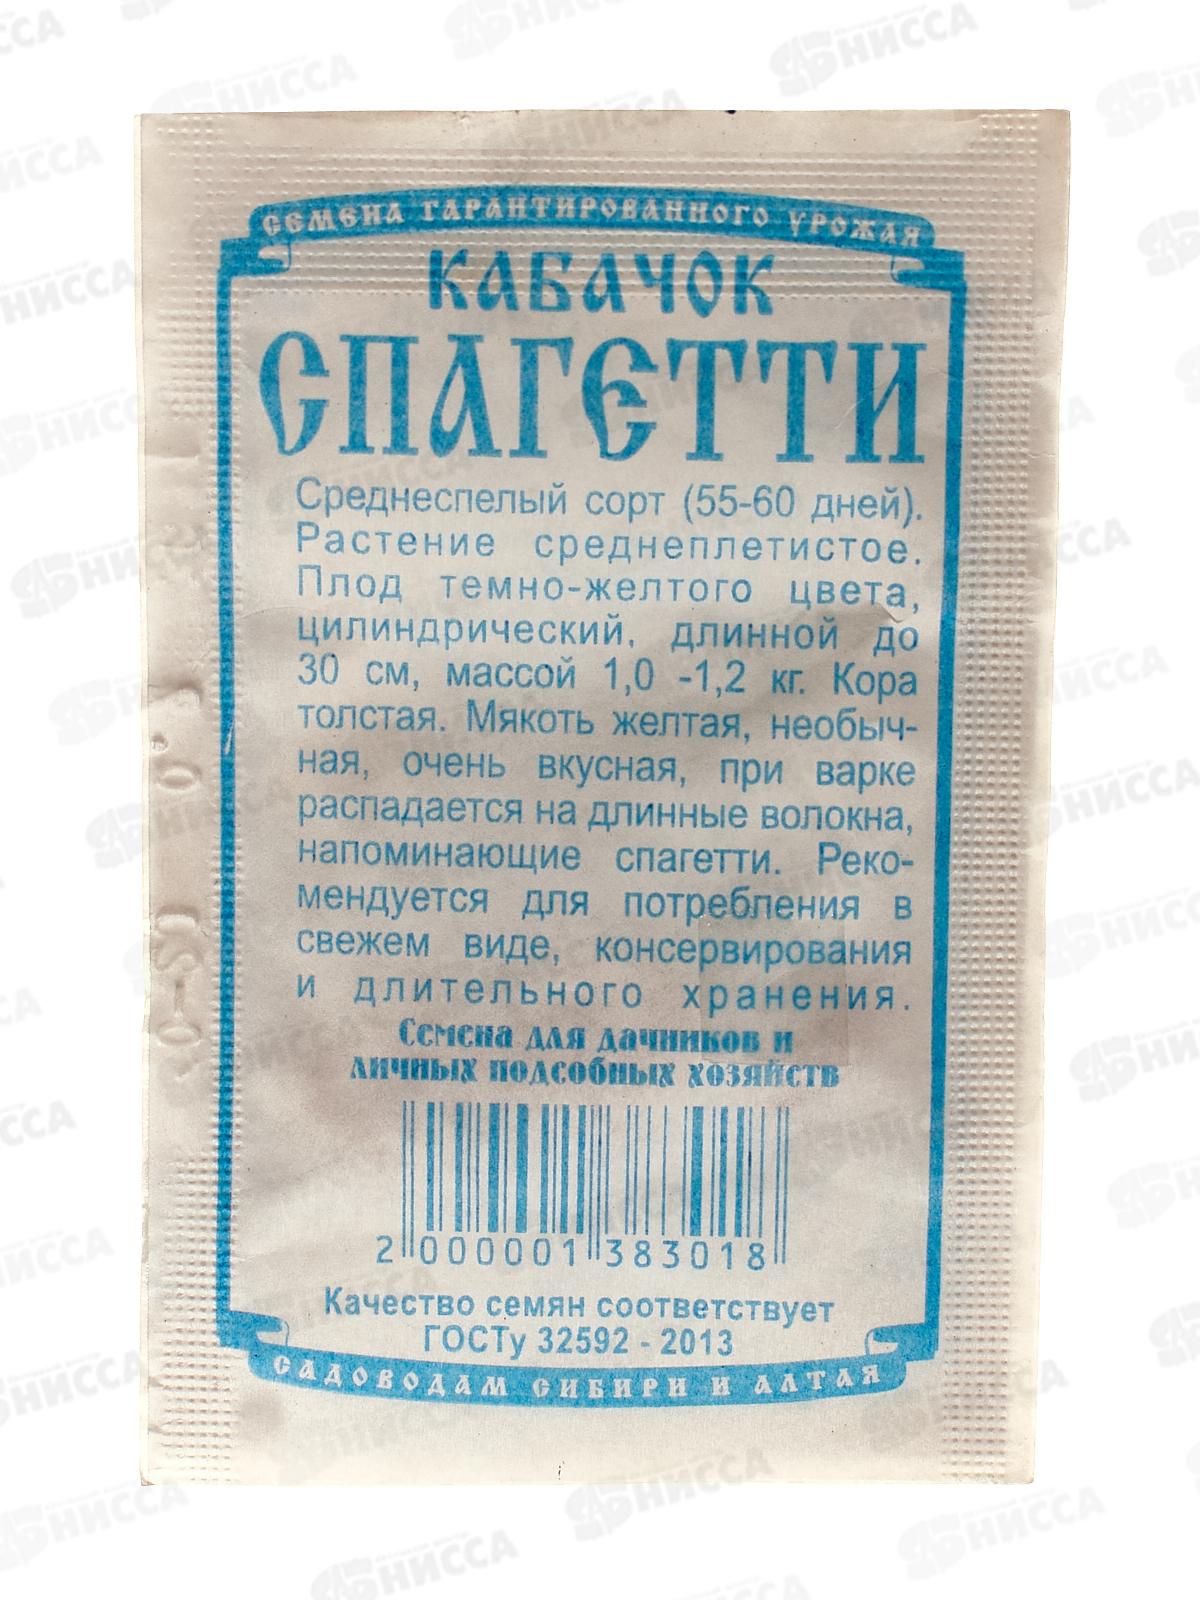 СЕМЕНА ГАРАНТИРОВАННОГО УРОЖАЯ
КАБАЧОК
СПАГЕТТИ
Среднеспелый сорт (55-60 дней).
Растение среднеплетистое.
Плод темно-желтого цвета,
цилиндрический, длинной до
30 см, массой 1,0 -1,2 кг. Кора
толстая. Мякоть желтая, необыч-
ная, очень вкусная, при варке
распадается на длинные волокна,
напоминающие спагетти. Реко-
мендуется для потребления в
свежем виде, консервирования
и длительного хранения.
Семена для дачников и
личных подсобных хозяйств
2 000001 383018
Качество семян соответствует
ГОСТу 32592 - 2013
САДОВОДАМ СИБИРИ И АЛТАЯ